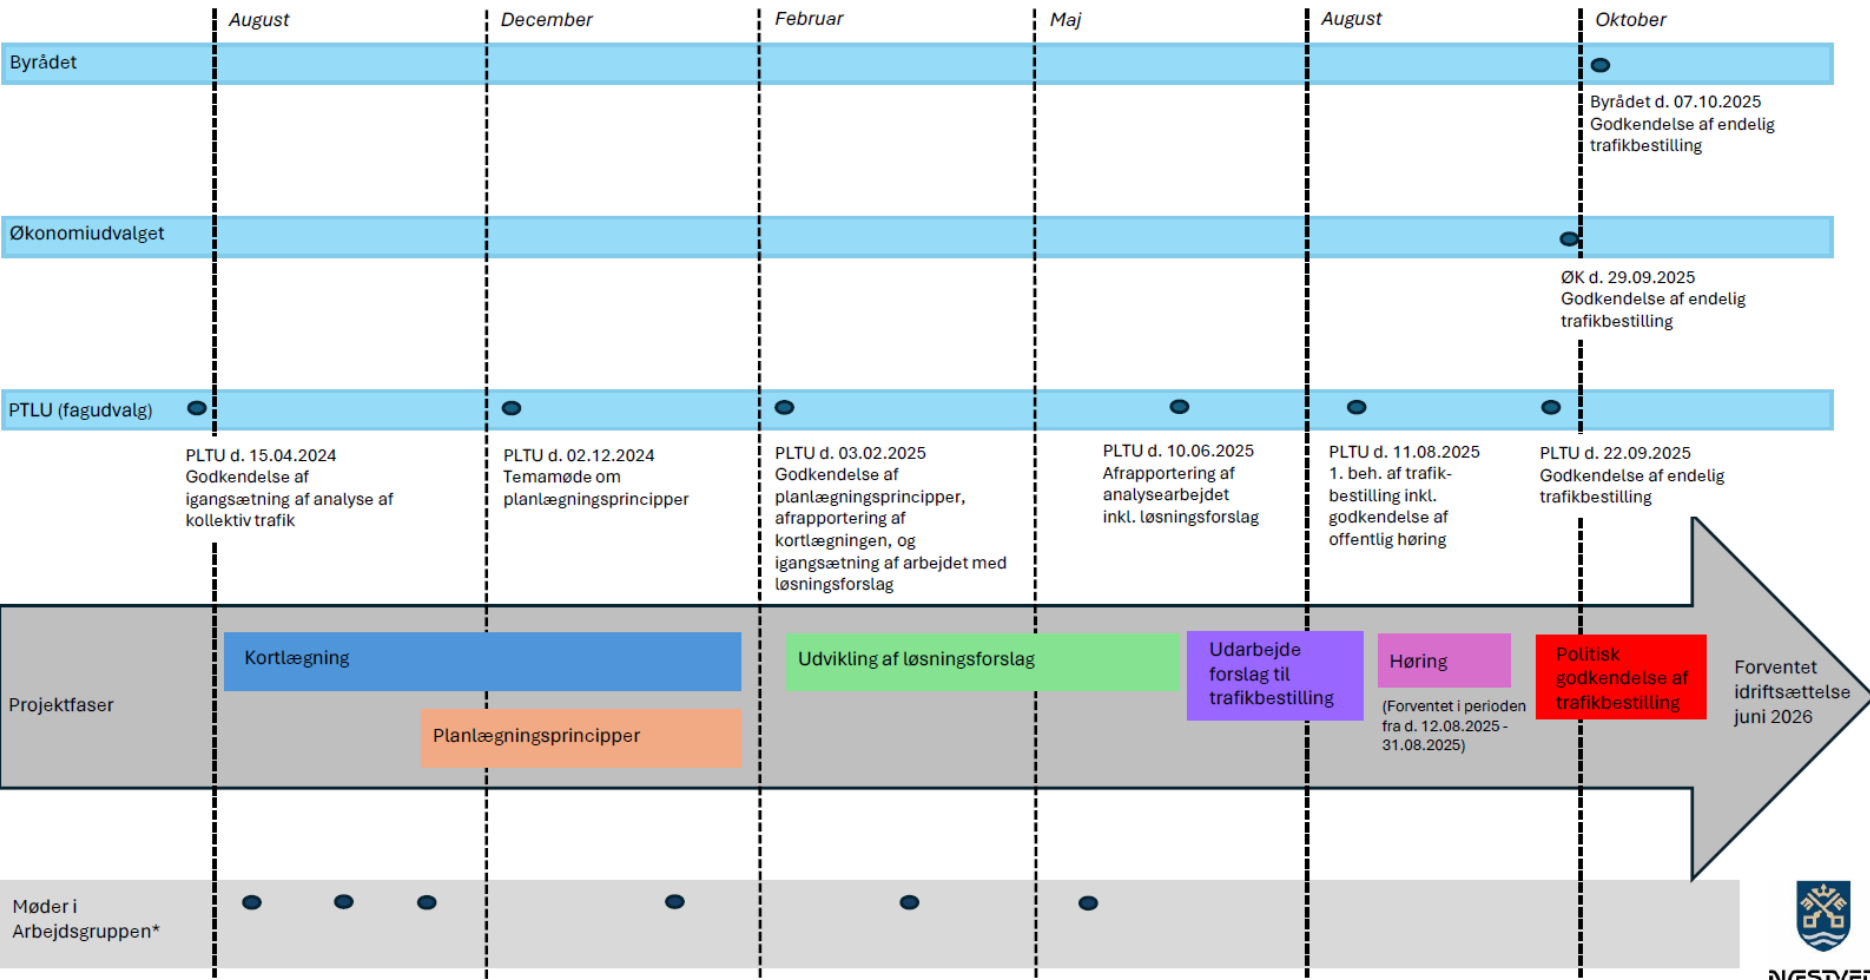 August
December
Februar
Maj
August
Oktober
Byrådet
Byrådet d. 07.10.2025
Godkendelse af endelig
trafikbestilling
Økonomiudvalget
ØK d. 29.09.2025
Godkendelse af endelig
trafikbestilling
PTLU (fagudvalg)
PLTU d. 15.04.2024
Godkendelse af
igangsætning af analyse af
kollektiv trafik
PLTU d. 02.12.2024
Temamøde om
planlægningsprincipper
PLTU d. 03.02.2025
Godkendelse af
planlægningsprincipper,
afrapportering af
kortlægningen, og
igangsætning af arbejdet med
løsningsforslag
PLTU d. 10.06.2025
Afrapportering af
analysearbejdet
inkl. løsningsforslag
PLTU d. 11.08.2025
1. beh. af trafik-
bestilling inkl.
godkendelse af
offentlig høring
PLTU d. 22.09.2025
Godkendelse af endelig
trafikbestilling
Projektfaser
Kortlægning
Planlægningsprincipper
Udvikling af løsningsforslag
Udarbejde
forslag til
trafikbestilling
Høring
(Forventet i perioden
fra d. 12.08.2025 -
31.08.2025)
Politisk
godkendelse af
trafikbestilling
Forventet
idriftsættelse
juni 2026
Møder i
Arbejdsgruppen*